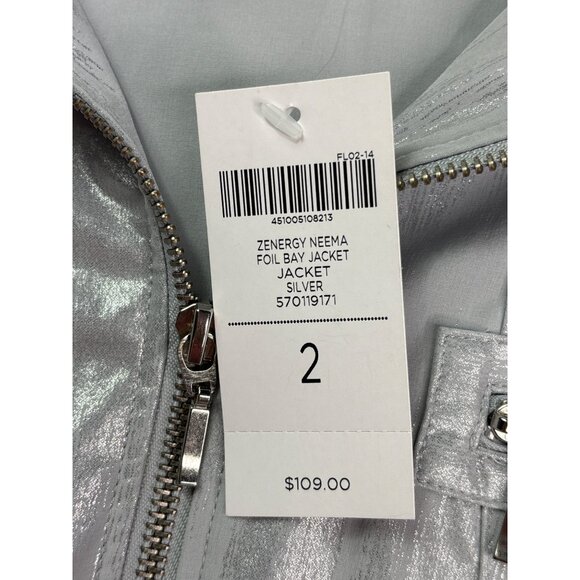 FL02-14
451005108213
ZENERGY NEEMA
FOIL BAY JACKET
JACKET
SILVER
570119171
2
$109.00